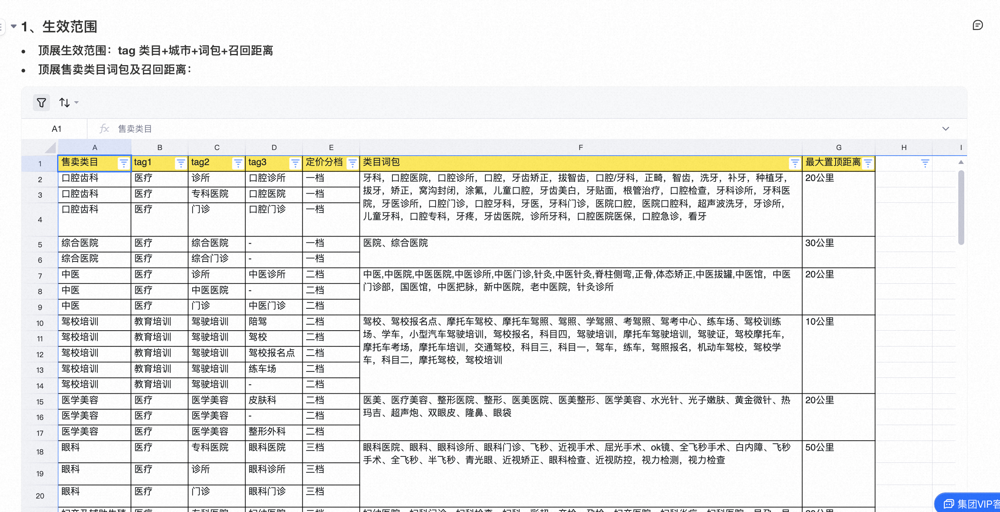 1、生效范围
顶展生效范围：tag 类目+城市+词包+召回距离
顶展售卖类目词包及召回距离：
A1 fx 售卖类目
A B C D E F G H I
1 售卖类目 tag1 tag2 tag3 定价分档 类目词包 最大置顶距离
2 口腔齿科 医疗 诊所 口腔诊所 一档 牙科，口腔医院，口腔诊所，口腔，牙齿矫正，拔智齿，口腔/牙科，正畸，智齿，洗牙，补牙，种植牙， 20公里
3 口腔齿科 医疗 专科医院 口腔医院 一档 拔牙，矫正，窝沟封闭，涂氟，儿童口腔，牙齿美白，牙贴面，根管治疗，口腔检查，牙科诊所，牙科医
4 口腔齿科 医疗 门诊 口腔门诊 一档 院，牙医诊所，口腔门诊，口腔牙科，牙医，牙科门诊，医院口腔，医院口腔科，超声波洗牙，牙诊所，
儿童牙科，口腔专科，牙疼，牙齿医院，诊所牙科，口腔医院医保，口腔急诊，看牙
5 综合医院 医疗 综合医院 - 一档 医院、综合医院 30公里
6 综合医院 医疗 综合门诊 - 一档
7 中医 医疗 诊所 中医诊所 二档 中医,中医院,中医医院,中医诊所,中医门诊,针灸,中医针灸,脊柱侧弯,正骨,体态矫正,中医拔罐,中医馆，中医 20公里
8 中医 医疗 中医医院 - 二档 门诊部，国医馆，中医把脉，新中医院，老中医院，针灸诊所
9 中医 医疗 门诊 中医门诊 二档
10 驾校培训 教育培训 驾驶培训 陪驾 二档 驾校、驾校报名点、摩托车驾校、摩托车驾照、驾照、学驾照、考驾照、驾考中心、练车场、驾校训练 10公里
11 驾校培训 教育培训 驾驶培训 驾校 二档 场、学车，小型汽车驾驶培训，驾校报名，科目四，驾驶培训，摩托车驾驶培训，驾驶证，驾校摩托车，
12 驾校培训 教育培训 驾驶培训 驾校报名点 二档 摩托车考场，摩托车培训，交通驾校，科目三，科目一，驾车，练车，驾照报名，机动车驾校，驾校学
13 驾校培训 教育培训 驾驶培训 练车场 二档 车，科目二，摩托驾校，驾校培训
14 驾校培训 教育培训 驾驶培训 - 二档
15 医学美容 医疗 医学美容 皮肤科 二档 医美、医疗美容、整形医院、整形、医美医院、医美整形、医学美容、水光针、光子嫩肤、黄金微针、热 20公里
16 医学美容 医疗 医学美容 - 二档 玛吉、超声炮、双眼皮、隆鼻、眼袋
17 医学美容 医疗 医学美容 整形外科 二档
18 眼科 医疗 专科医院 眼科医院 三档 眼科医院、眼科、眼科诊所、眼科门诊、飞秒、近视手术、屈光手术、ok镜、全飞秒手术、白内障、飞秒 50公里
手术、全飞秒、半飞秒、青光眼、近视矫正、眼科检查、近视防控，视力检测，视力检查
19 眼科 医疗 诊所 眼科诊所 三档
20 眼科 医疗 门诊 眼科门诊 三档
集团VIP客